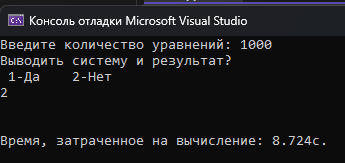 Консоль отладки Microsoft Visual Studio
Введите количество уравнений: 1000
Выводить систему и результат?
1-Да    2-Нет
2
Время, затраченное на вычисление: 8.724с.